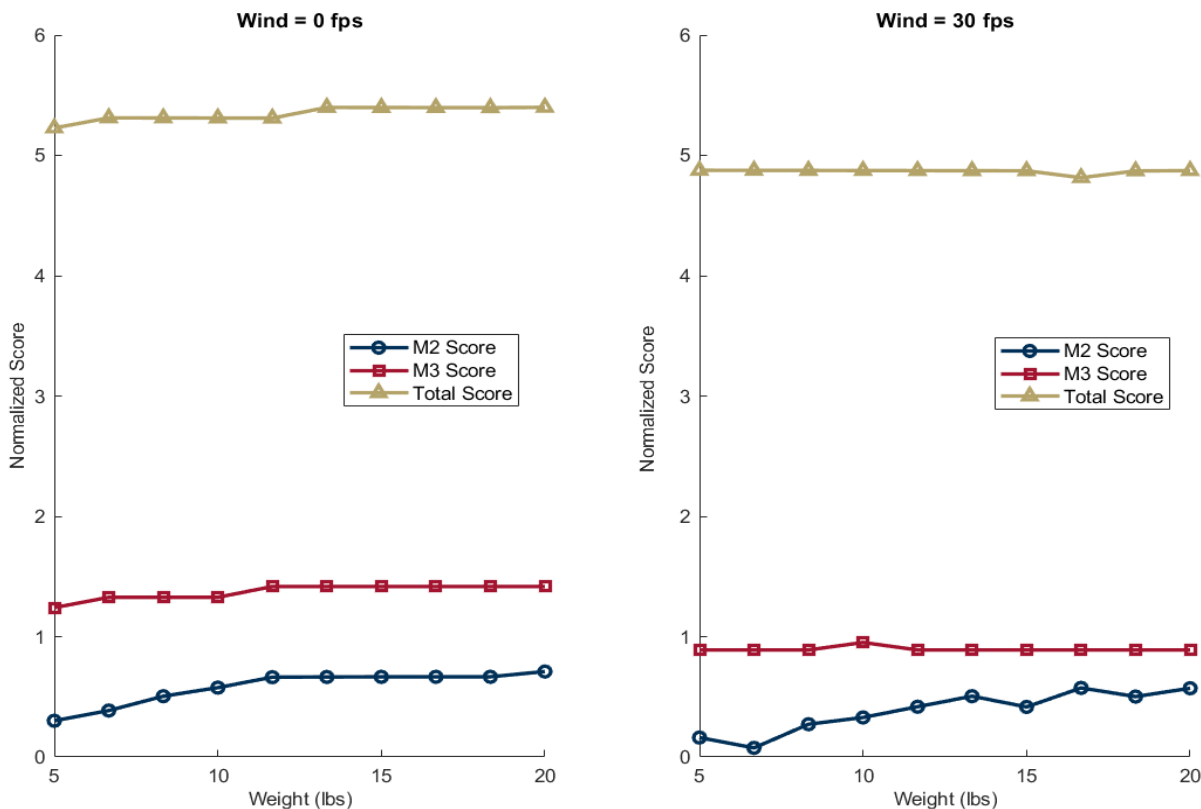 Wind = 0 fps
6
5
4
3
2
1
0
Normalized Score
M2 Score
M3 Score
Total Score
5
10
15
20
Weight (lbs)
Wind = 30 fps
6
5
4
3
2
1
0
Normalized Score
M2 Score
M3 Score
Total Score
5
10
15
20
Weight (lbs)